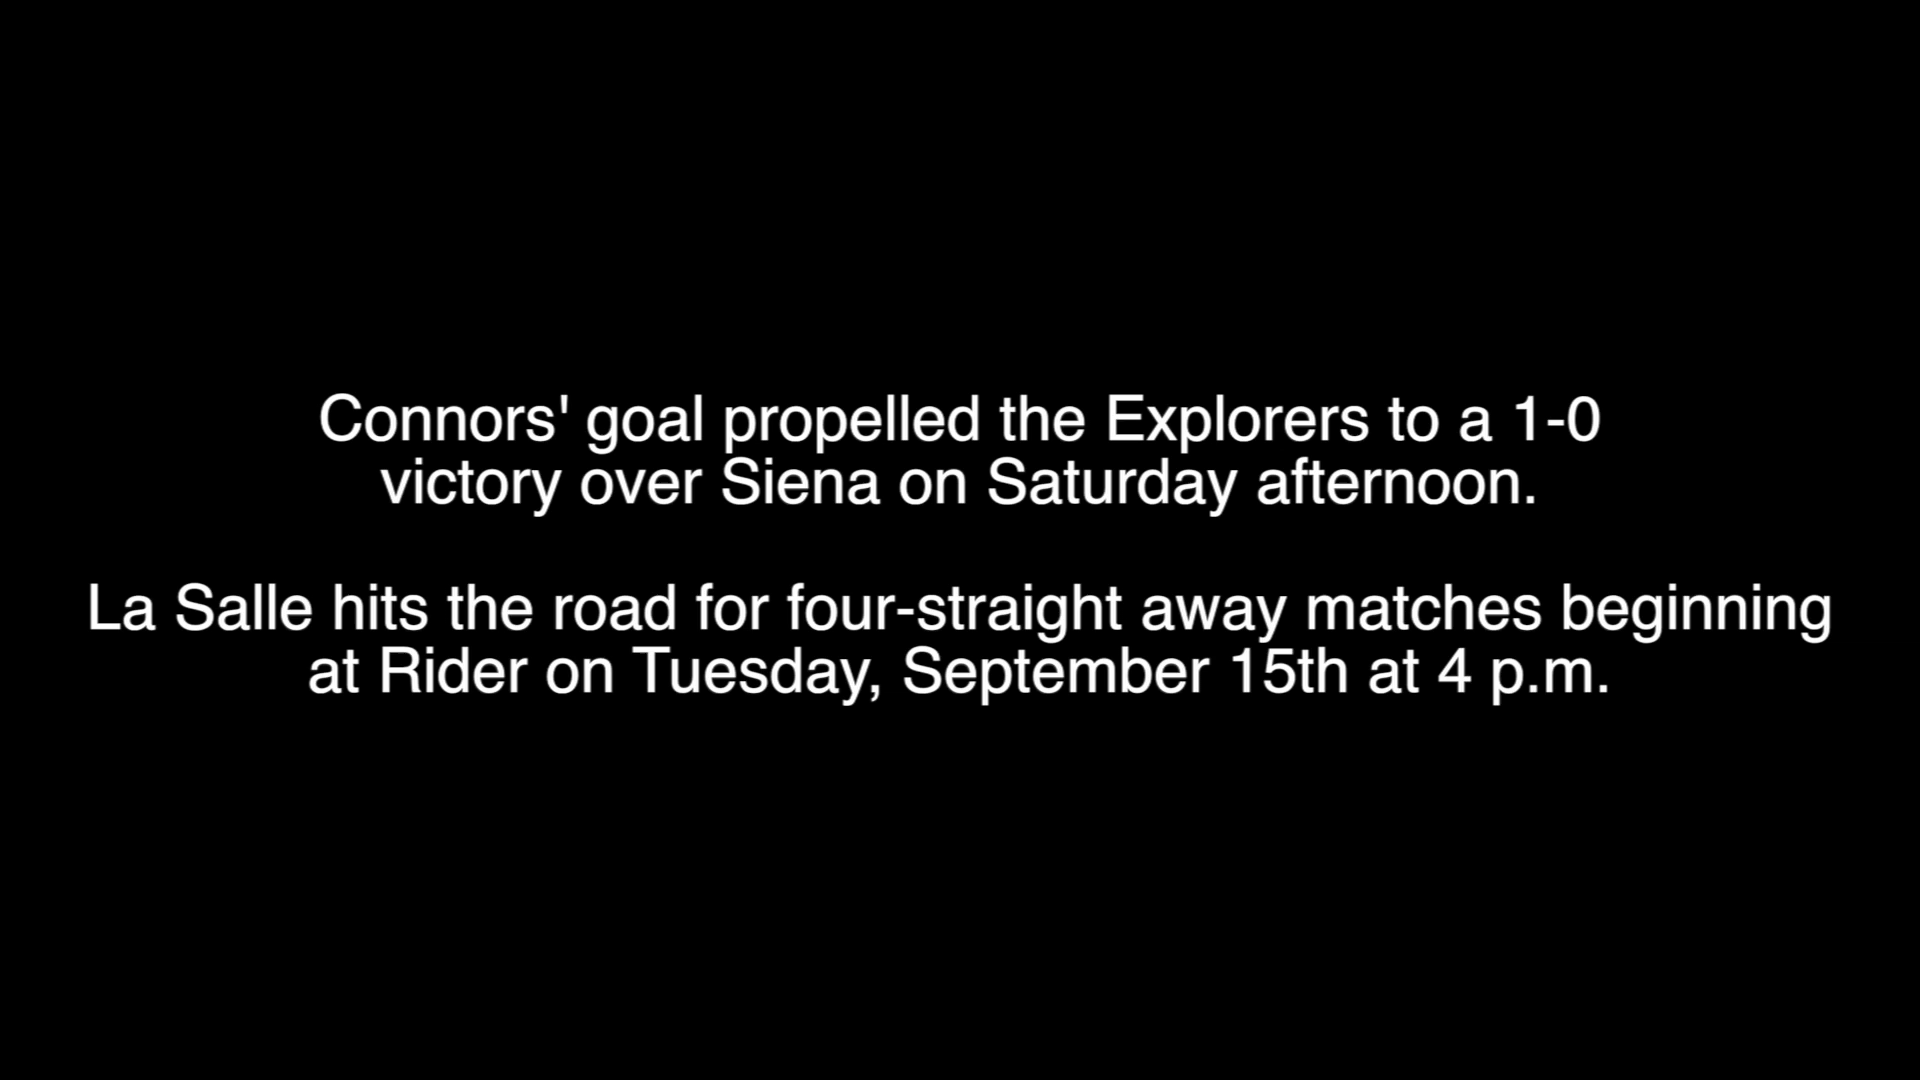 Connors' goal propelled the Explorers to a 1-0
victory over Siena on Saturday afternoon.
La Salle hits the road for four-straight away matches beginning
at Rider on Tuesday, September 15th at 4 p.m.